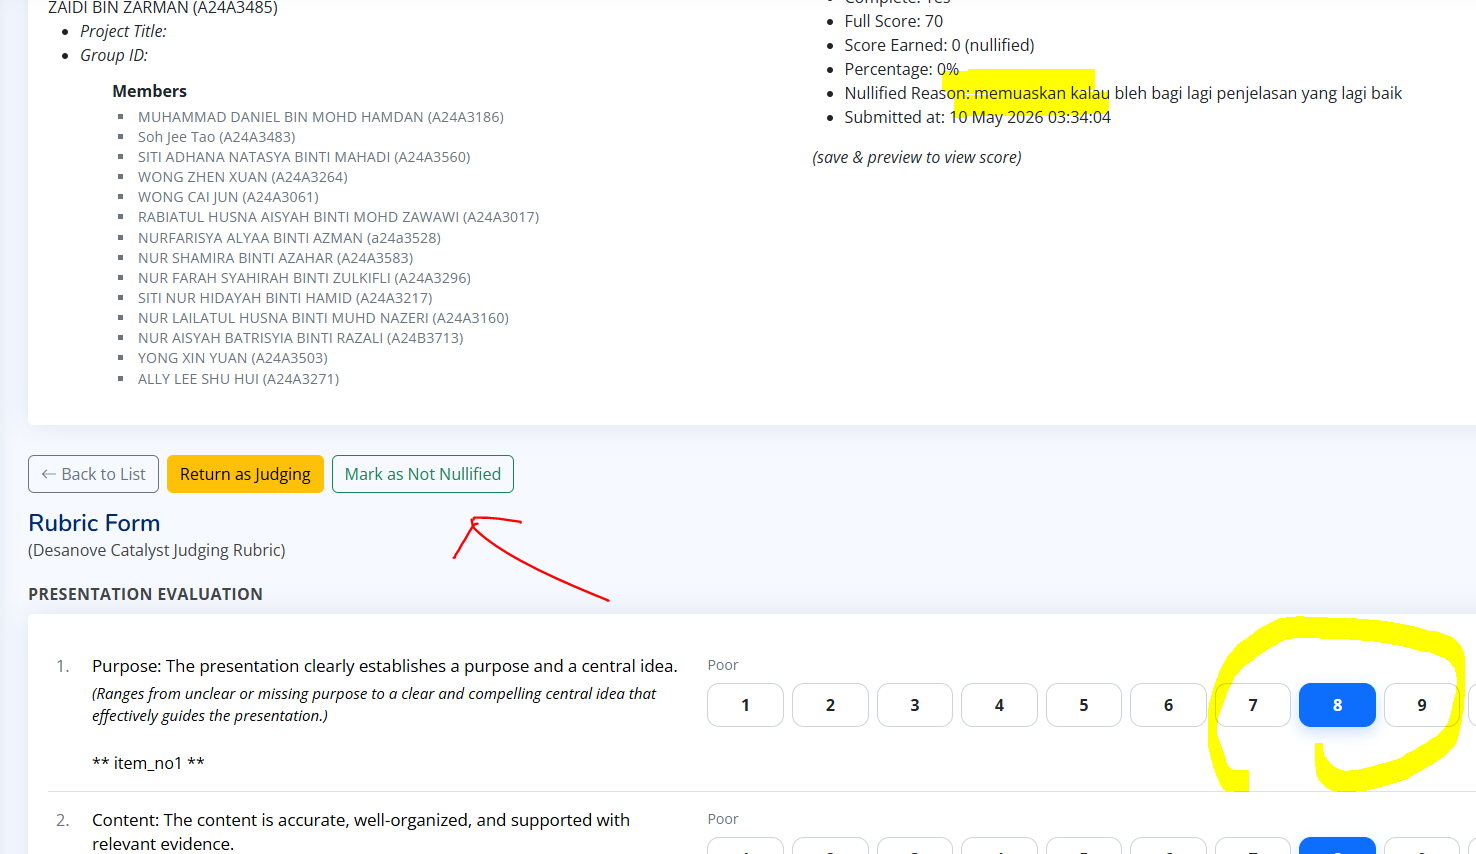 ZAIDI BIN ZARMAN (A24A3485)
Project Title:
Group ID:
Members
MUHAMMAD DANIEL BIN MOHD HAMDAN (A24A3186)
Soh Jee Tao (A24A3483)
SITI ADHANA NATASYA BINTI MAHADI (A24A3560)
WONG ZHEN XUAN (A24A3264)
WONG CAI JUN (A24A3061)
RABIATUL HUSNA AISYAH BINTI MOHD ZAWAWI (A24A3017)
NURFARISYA ALYAA BINTI AZMAN (a24a3528)
NUR SHAMIRA BINTI AZAHAR (A24A3583)
NUR FARAH SYAHIRAH BINTI ZULKIFLI (A24A3296)
SITI NUR HIDAYAH BINTI HAMID (A24A3217)
NUR LAILATUL HUSNA BINTI MUHD NAZERI (A24A3160)
NUR AISYAH BATRISYIA BINTI RAZALI (A24B3713)
YONG XIN YUAN (A24A3503)
ALLY LEE SHU HUI (A24A3271)
Complete: Yes
Full Score: 70
Score Earned: 0 (nullified)
Percentage: 0%
Nullified Reason: memuaskan kalau bleh bagi lagi penjelasan yang lagi baik
Submitted at: 10 May 2026 03:34:04
(save & preview to view score)
← Back to List Return as Judging Mark as Not Nullified
Rubric Form
(Desanove Catalyst Judging Rubric)
PRESENTATION EVALUATION
1. Purpose: The presentation clearly establishes a purpose and a central idea.
(Ranges from unclear or missing purpose to a clear and compelling central idea that
effectively guides the presentation.)
** item_no1 **
Poor
1 2 3 4 5 6 7 8 9
2. Content: The content is accurate, well-organized, and supported with
relevant evidence.
Poor